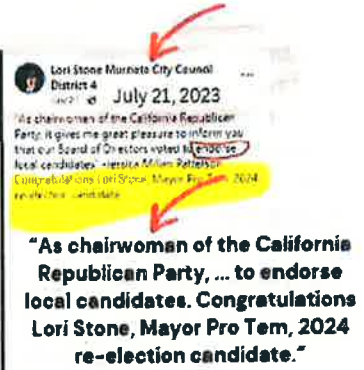 Lori Stone Murrieta City Council
District 4
July 21, 2023
"As chairwoman of the California Republican
Party, it gives me great pleasure to inform you
that our Board of Directors voted to endorse
local candidates" -Jessica Millan Patterson
Congratulations Lori Stone, Mayor Pro Tem, 2024
re-election candidate
"As chairwoman of the California
Republican Party, ... to endorse
local candidates. Congratulations
Lori Stone, Mayor Pro Tem, 2024
re-election candidate."